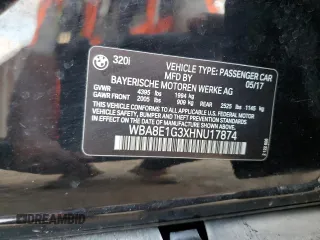 320i
VEHICLE TYPE: PASSENGER CAR
BAYERISCHE MOTOREN WERKE AG 05/17
GVWR 4395 lbs 1994 kg
GAWR FRONT 2005 lbs 909 kg REAR 2525 lbs 1145 kg
THIS VEHICLE CONFORMS TO ALL APPLICABLE U.S. FEDERAL MOTOR
VEHICLE SAFETY, BUMPER, AND THEFT PREVENTION STANDARDS
IN EFFECT ON THE DATE OF MANUFACTURE SHOWN ABOVE.
WBA8E1G3XHNU17874
DREAMBID